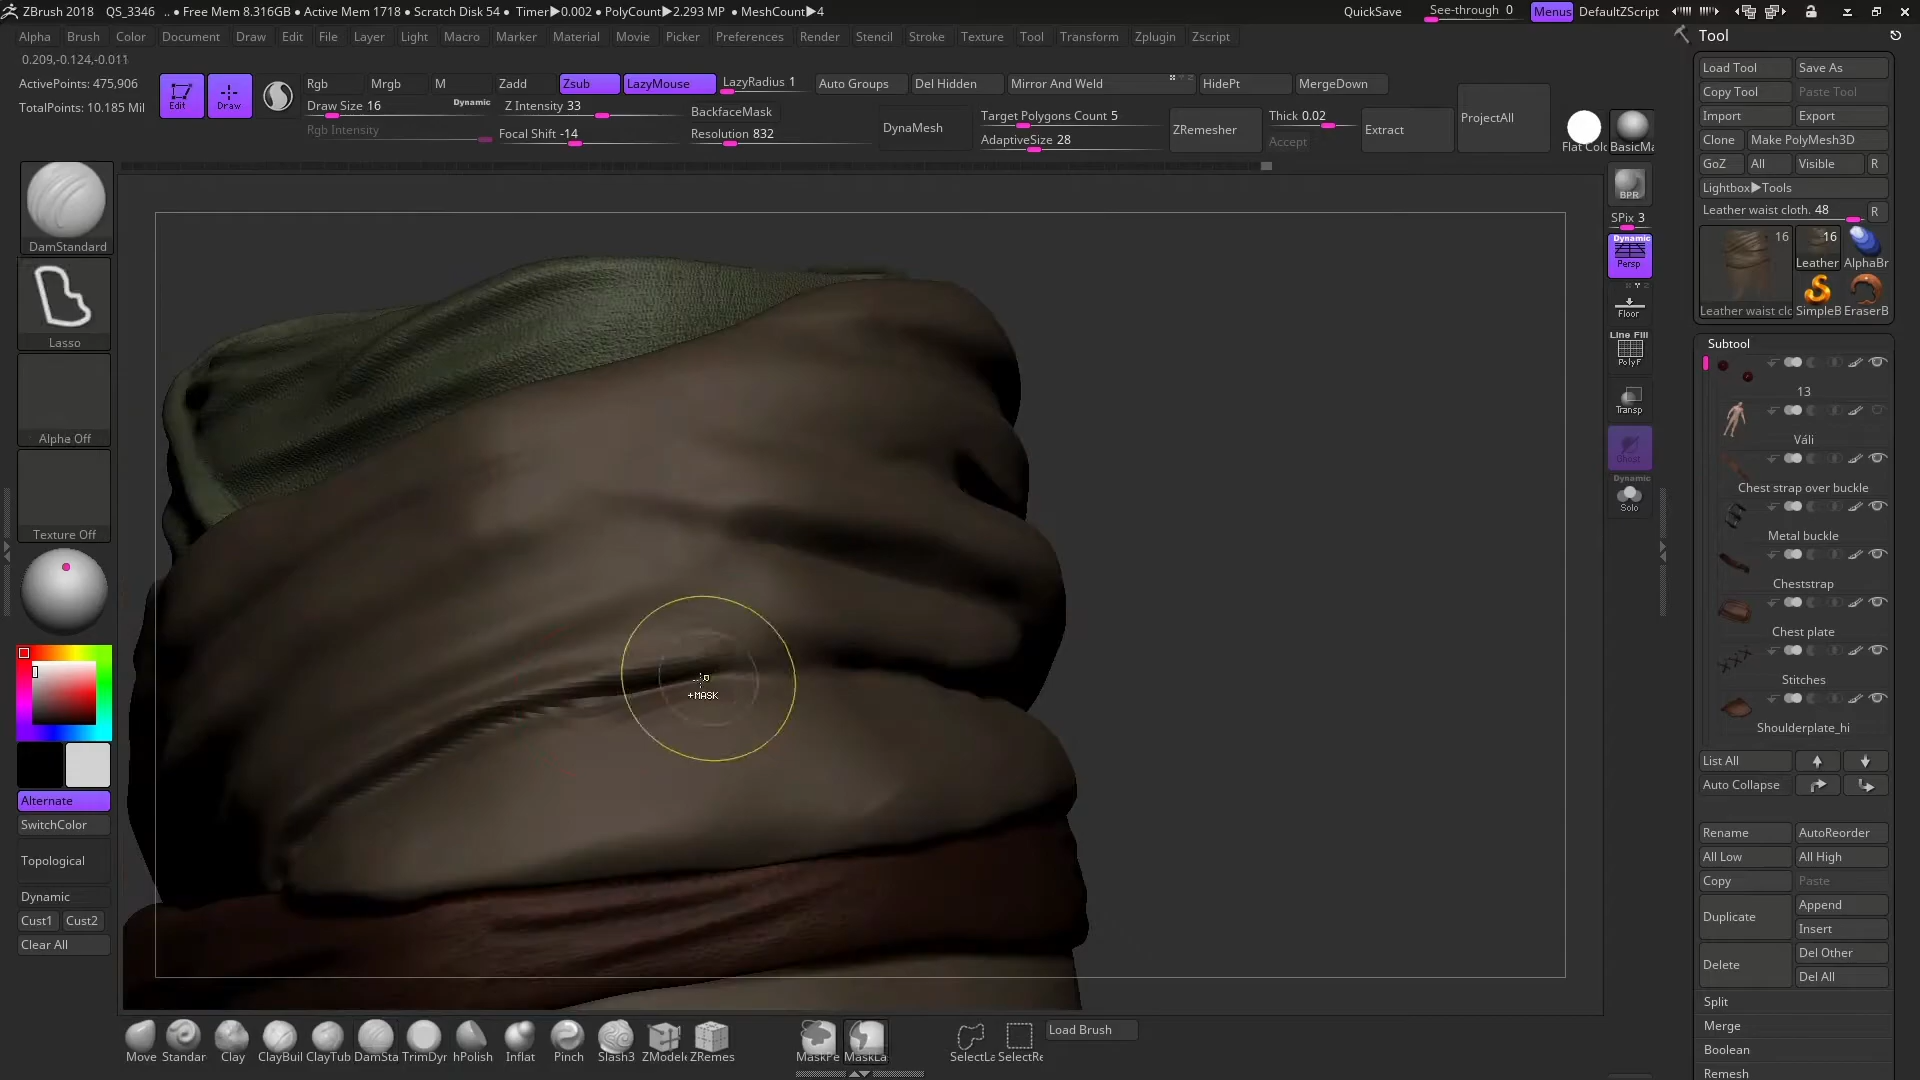 ZBrush 2018 QS_3346 .. • Free Mem 8.316GB • Active Mem 1718 • Scratch Disk 54 • Timer▶0.002 • PolyCount▶2.293 MP • MeshCount▶4 QuickSave See-through 0 Menus DefaultZScript
Alpha Brush Color Document Draw Edit File Layer Light Macro Marker Material Movie Picker Preferences Render Stencil Stroke Texture Tool Transform Zplugin Zscript
0.209,-0.124,-0.011
ActivePoints: 475,906
TotalPoints: 10.185 Mil
Edit
Draw
Rgb Mrgb M Zadd Zsub LazyMouse LazyRadius 1 Auto Groups Del Hidden Mirror And Weld HidePt MergeDown
Draw Size 16 Dynamic Z Intensity 33 BackfaceMask
Rgb Intensity Focal Shift -14 Resolution 832
DynaMesh
Target Polygons Count 5
AdaptiveSize 28
ZRemesher
Thick 0.02
Accept
Extract
ProjectAll
Flat Colo BasicMa
DamStandard
Lasso
Alpha Off
Texture Off
Alternate
SwitchColor
Topological
Dynamic
Cust1 Cust2
Clear All
+MASK
BPR
SPix 3
Dynamic
Persp
Floor
Line Fill
PolyF
Transp
Ghost
Dynamic
Solo
Tool
Load Tool Save As
Copy Tool Paste Tool
Import Export
Clone Make PolyMesh3D
GoZ All Visible R
Lightbox▶Tools
Leather waist cloth. 48 R
16 16
Leather AlphaBr
Leather waist clo SimpleB EraserB
Subtool
13
Váli
Chest strap over buckle
Metal buckle
Cheststrap
Chest plate
Stitches
Shoulderplate_hi
List All
Auto Collapse
Rename AutoReorder
All Low All High
Copy Paste
Duplicate Append
Insert
Delete Del Other
Del All
Split
Merge
Boolean
Remesh
Move Standar Clay ClayBuil ClayTub DamSta TrimDyr hPolish Inflat Pinch Slash3 ZModele ZRemes MaskPe MaskLa SelectLa SelectRe Load Brush